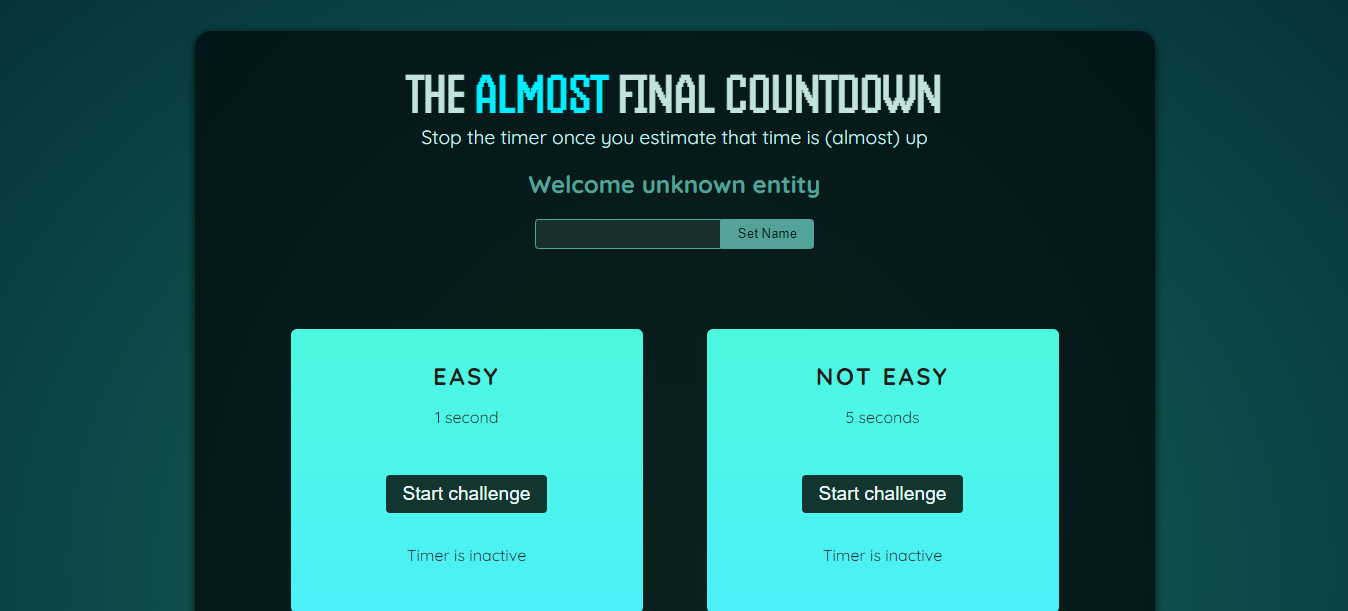 THE ALMOST FINAL COUNTDOWN
Stop the timer once you estimate that time is (almost) up
Welcome unknown entity
Set Name
EASY
1 second
Start challenge
Timer is inactive
NOT EASY
5 seconds
Start challenge
Timer is inactive